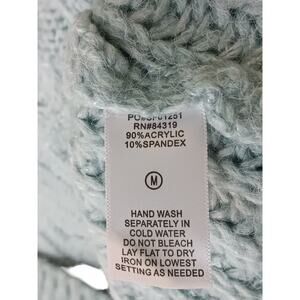 RN#84319
90%ACRYLIC
10%SPANDEX
M
HAND WASH
SEPARATELY IN
COLD WATER
DO NOT BLEACH
LAY FLAT TO DRY
IRON ON LOWEST
SETTING AS NEEDED